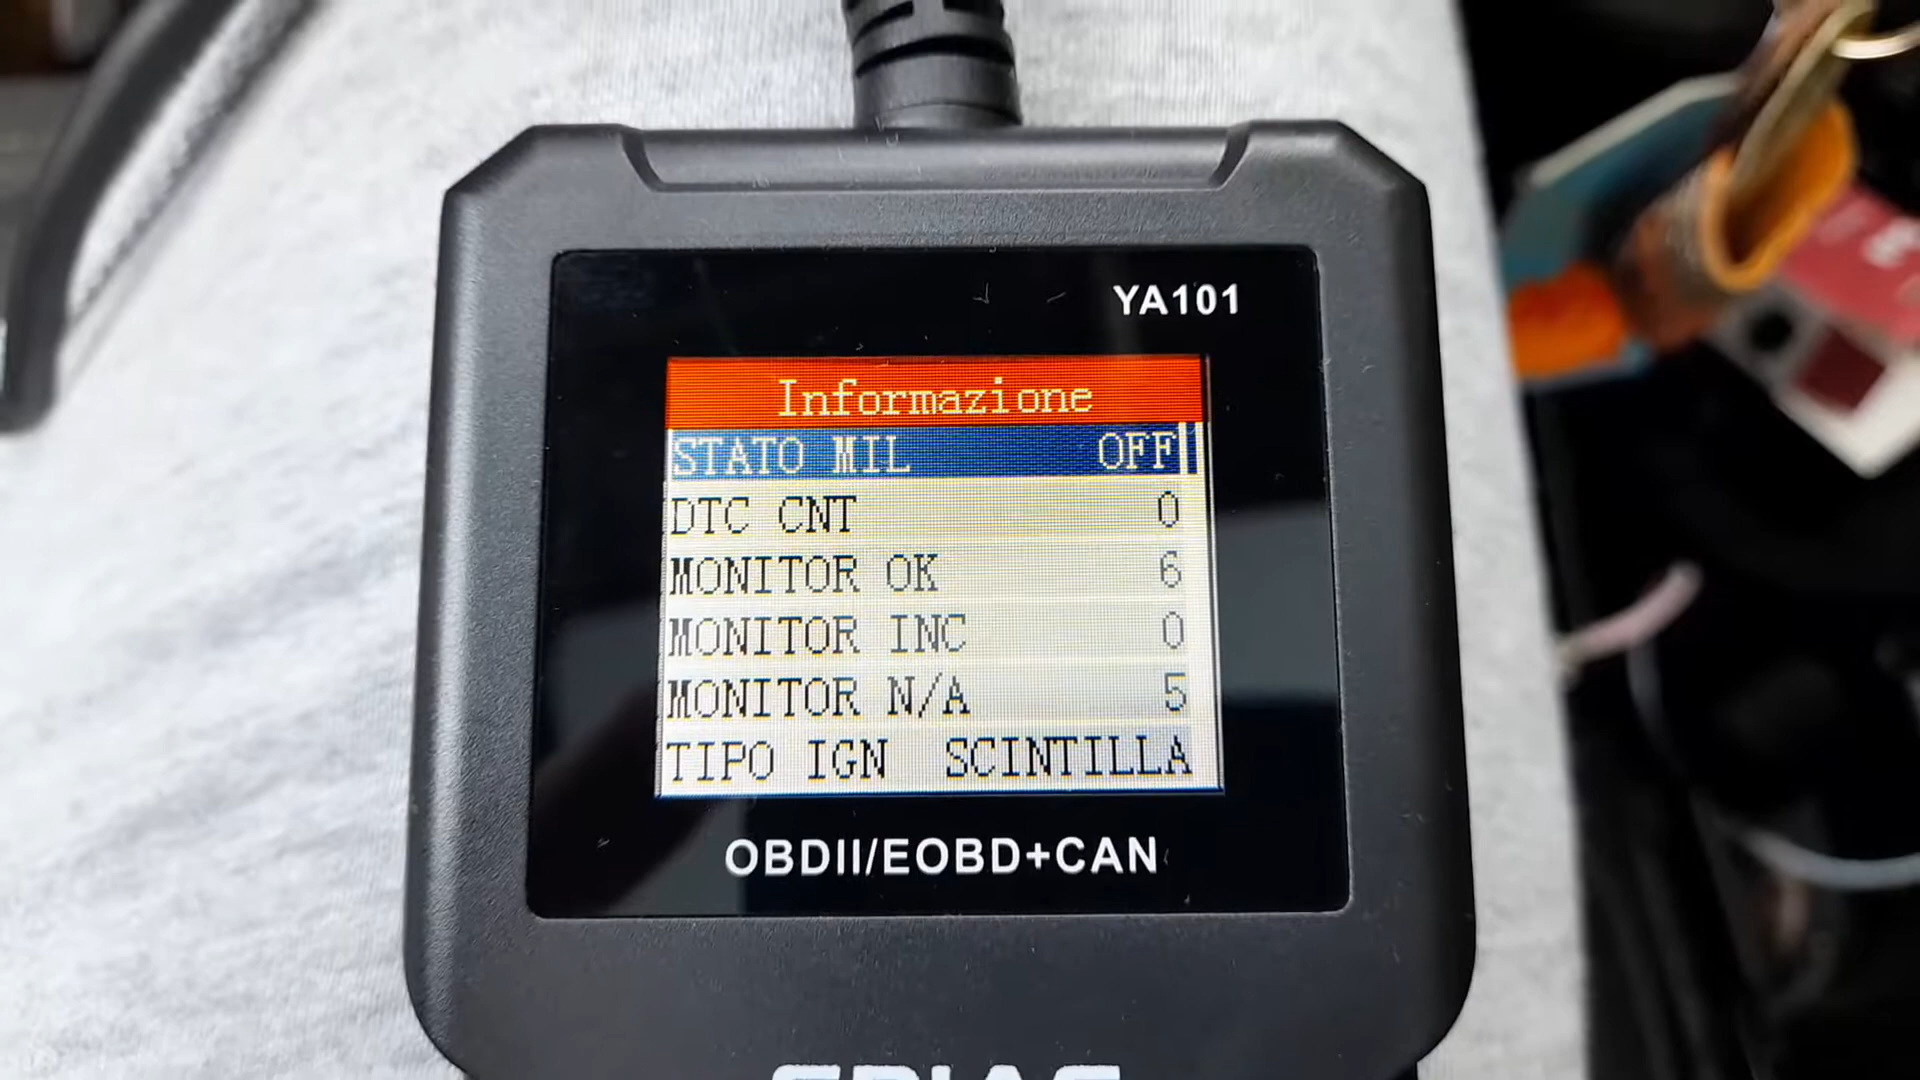 YA101
Informazione
STATO MIL OFF
DTC CNT 0
MONITOR OK 6
MONITOR INC 0
MONITOR N/A 5
TIPO IGN SCINTILLA
OBDII/EOBD+CAN